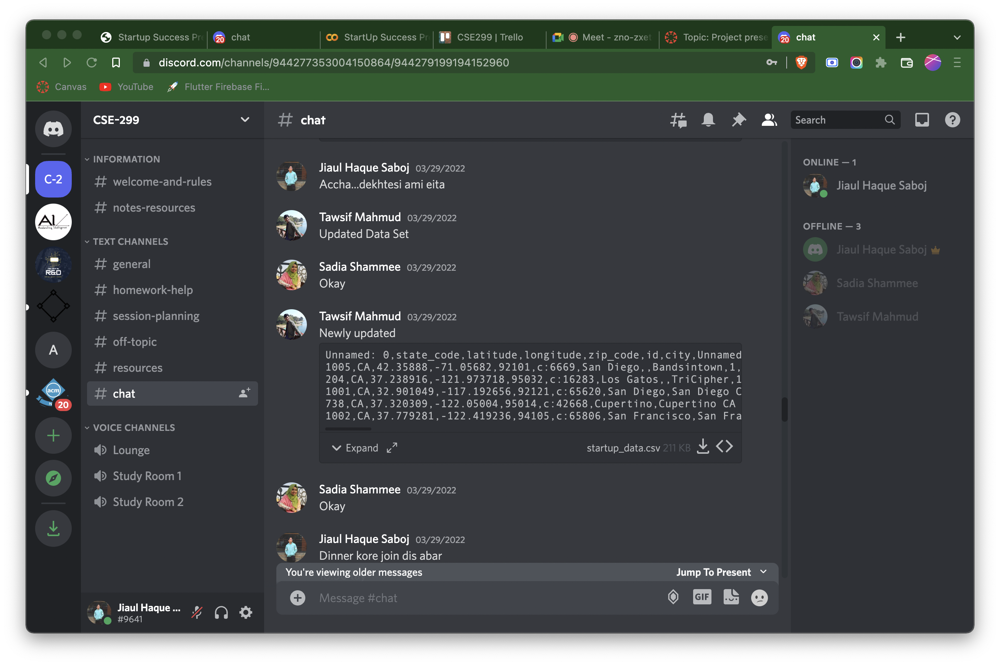 Startup Success Pre
20 chat
StartUp Success Pr
CSE299 | Trello
Meet - zno-zxet
Topic: Project prese
20 chat
discord.com/channels/944277353004150864/944279199194152960
Canvas
YouTube
Flutter Firebase Fi...
CSE-299
chat
Search
C-2
AI
Accelerating Intelligence
R&D
A
acm
N
20
INFORMATION
welcome-and-rules
notes-resources
TEXT CHANNELS
general
homework-help
session-planning
off-topic
resources
chat
VOICE CHANNELS
Lounge
Study Room 1
Study Room 2
Jiaul Haque ...
#9641
Jiaul Haque Saboj 03/29/2022
Accha...dekhtesi ami eita
Tawsif Mahmud 03/29/2022
Updated Data Set
Sadia Shammee 03/29/2022
Okay
Tawsif Mahmud 03/29/2022
Newly updated
Unnamed: 0,state_code,latitude,longitude,zip_code,id,city,Unnamed
1005,CA,42.35888,-71.05682,92101,c:6669,San Diego,,Bandsintown,1,
204,CA,37.238916,-121.973718,95032,c:16283,Los Gatos,,TriCipher,1
1001,CA,32.901049,-117.192656,92121,c:65620,San Diego,San Diego C
738,CA,37.320309,-122.05004,95014,c:42668,Cupertino,Cupertino CA
1002,CA,37.779281,-122.419236,94105,c:65806,San Francisco,San Fra
Expand
startup_data.csv 211 KB
Sadia Shammee 03/29/2022
Okay
Jiaul Haque Saboj 03/29/2022
Dinner kore join dis abar
You're viewing older messages
Jump To Present
Message #chat
GIF
ONLINE — 1
Jiaul Haque Saboj
OFFLINE — 3
Jiaul Haque Saboj
Sadia Shammee
Tawsif Mahmud